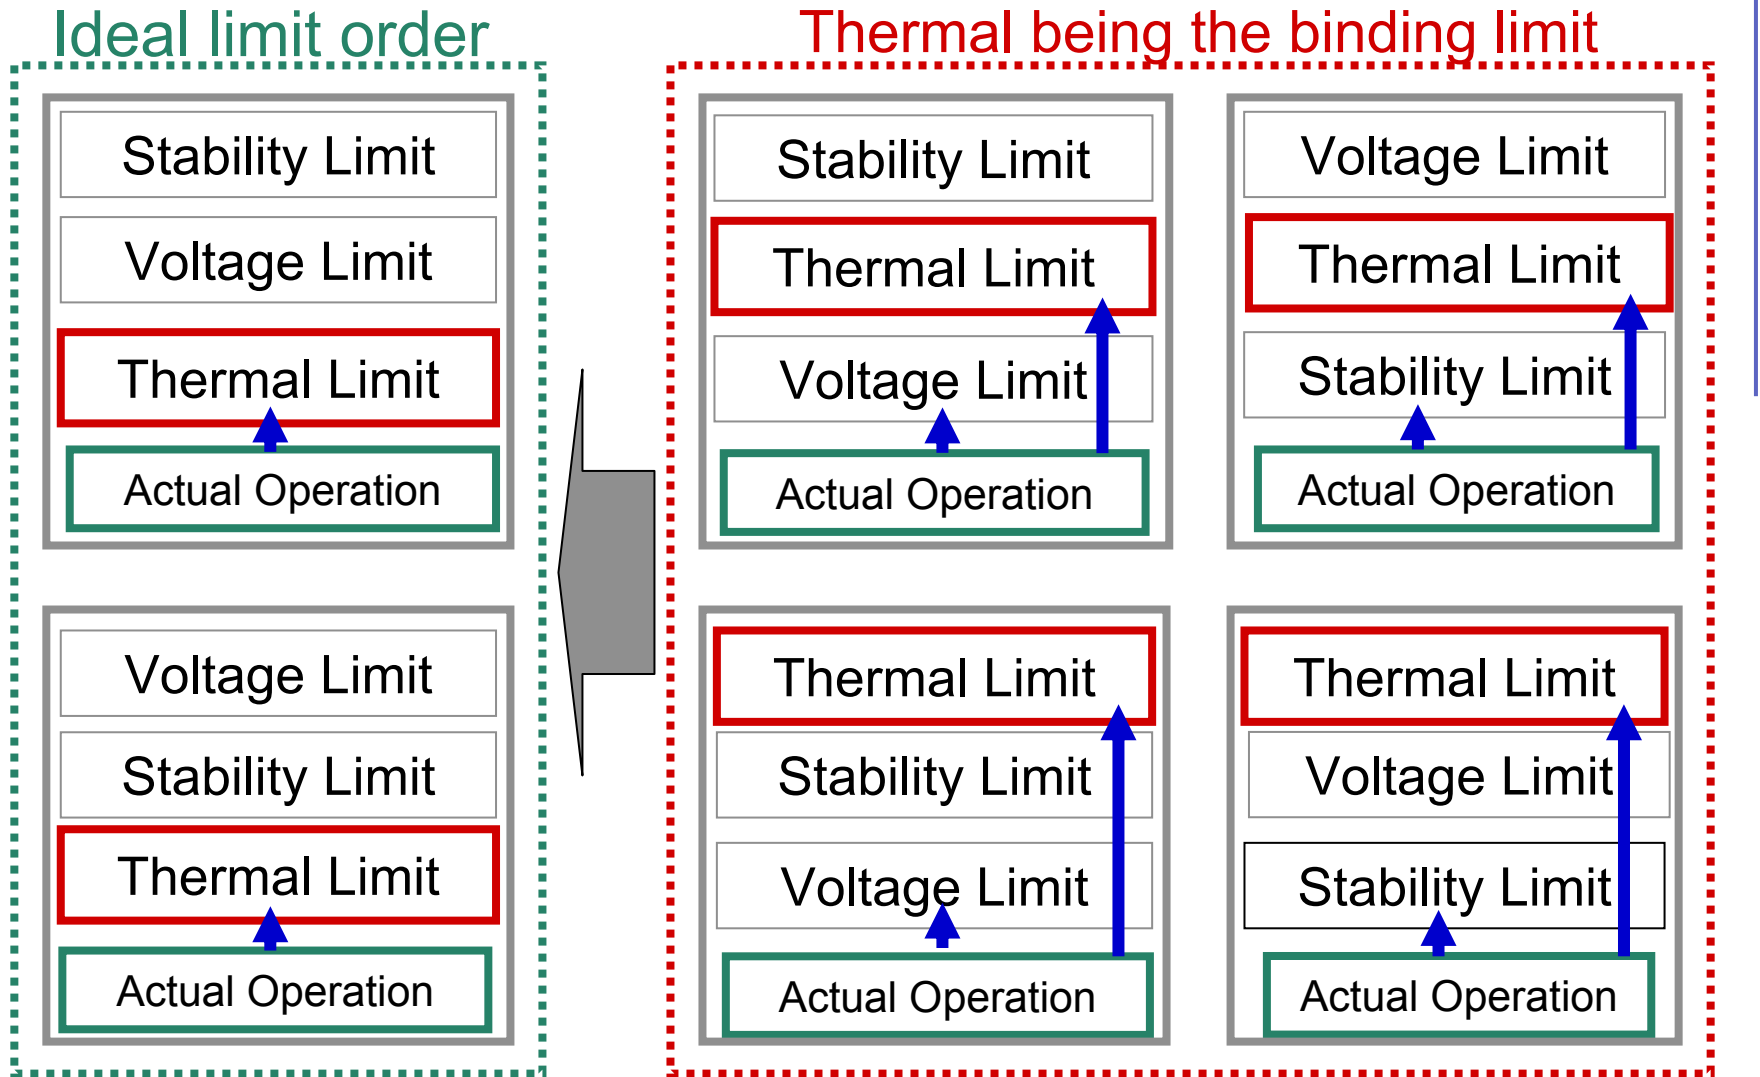 Ideal limit order
Stability Limit
Voltage Limit
Thermal Limit
Actual Operation
Voltage Limit
Stability Limit
Thermal Limit
Actual Operation
Thermal being the binding limit
Stability Limit
Thermal Limit
Voltage Limit
Actual Operation
Voltage Limit
Thermal Limit
Stability Limit
Actual Operation
Thermal Limit
Stability Limit
Voltage Limit
Actual Operation
Thermal Limit
Voltage Limit
Stability Limit
Actual Operation